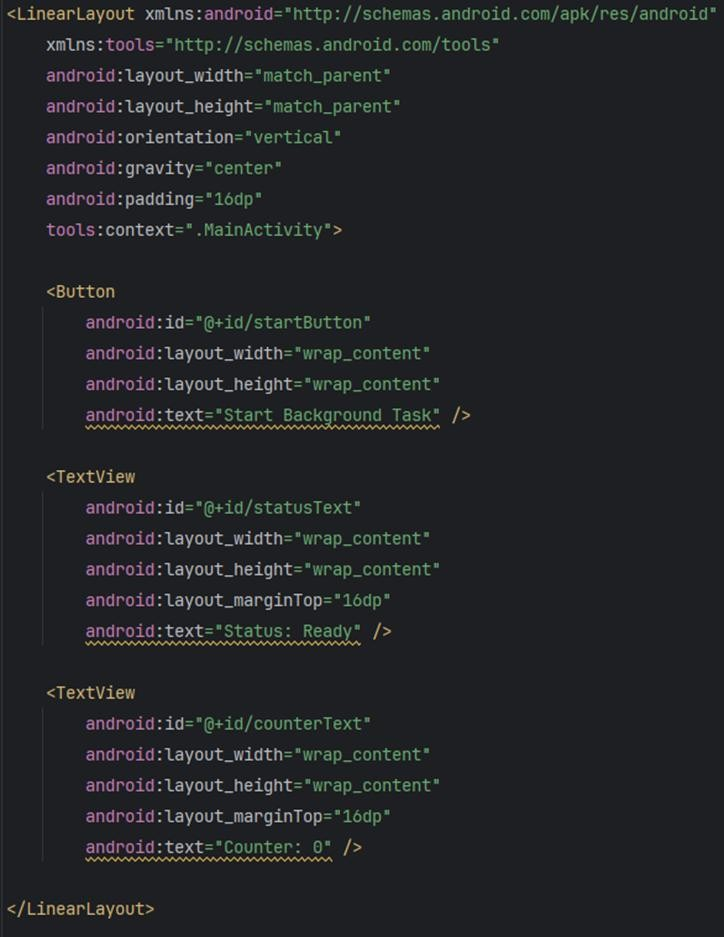 <LinearLayout xmlns:android="http://schemas.android.com/apk/res/android"
    xmlns:tools="http://schemas.android.com/tools"
    android:layout_width="match_parent"
    android:layout_height="match_parent"
    android:orientation="vertical"
    android:gravity="center"
    android:padding="16dp"
    tools:context=".MainActivity">

    <Button
        android:id="@+id/startButton"
        android:layout_width="wrap_content"
        android:layout_height="wrap_content"
        android:text="Start Background Task" />

    <TextView
        android:id="@+id/statusText"
        android:layout_width="wrap_content"
        android:layout_height="wrap_content"
        android:layout_marginTop="16dp"
        android:text="Status: Ready" />

    <TextView
        android:id="@+id/counterText"
        android:layout_width="wrap_content"
        android:layout_height="wrap_content"
        android:layout_marginTop="16dp"
        android:text="Counter: 0" />

</LinearLayout>